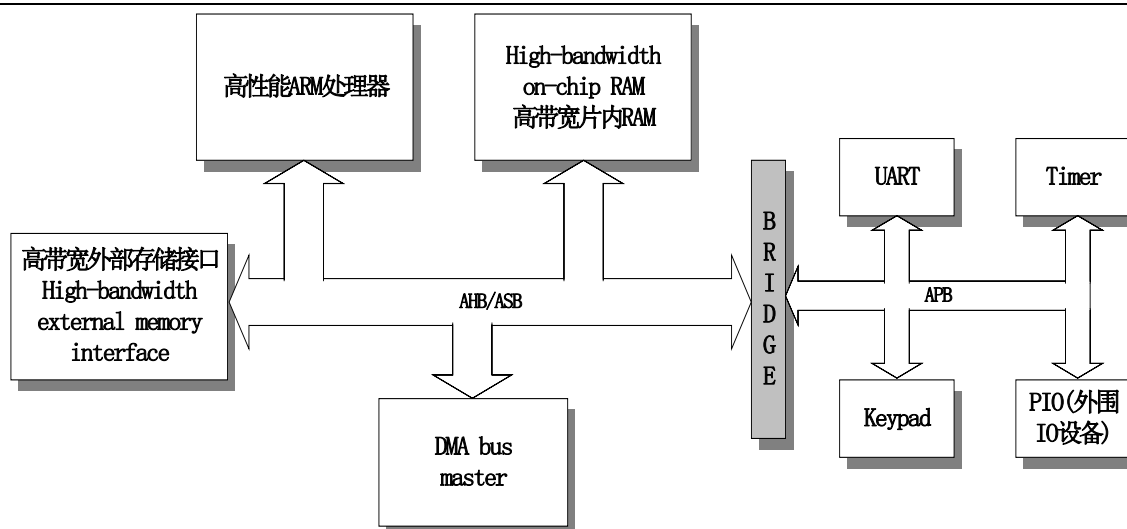 高性能ARM处理器
High-bandwidth
on-chip RAM
高带宽片内RAM
高带宽外部存储接口
High-bandwidth
external memory
interface
AHB/ASB
DMA bus
master
B
R
I
D
G
E
UART
Timer
APB
Keypad
PIO(外围
IO设备)